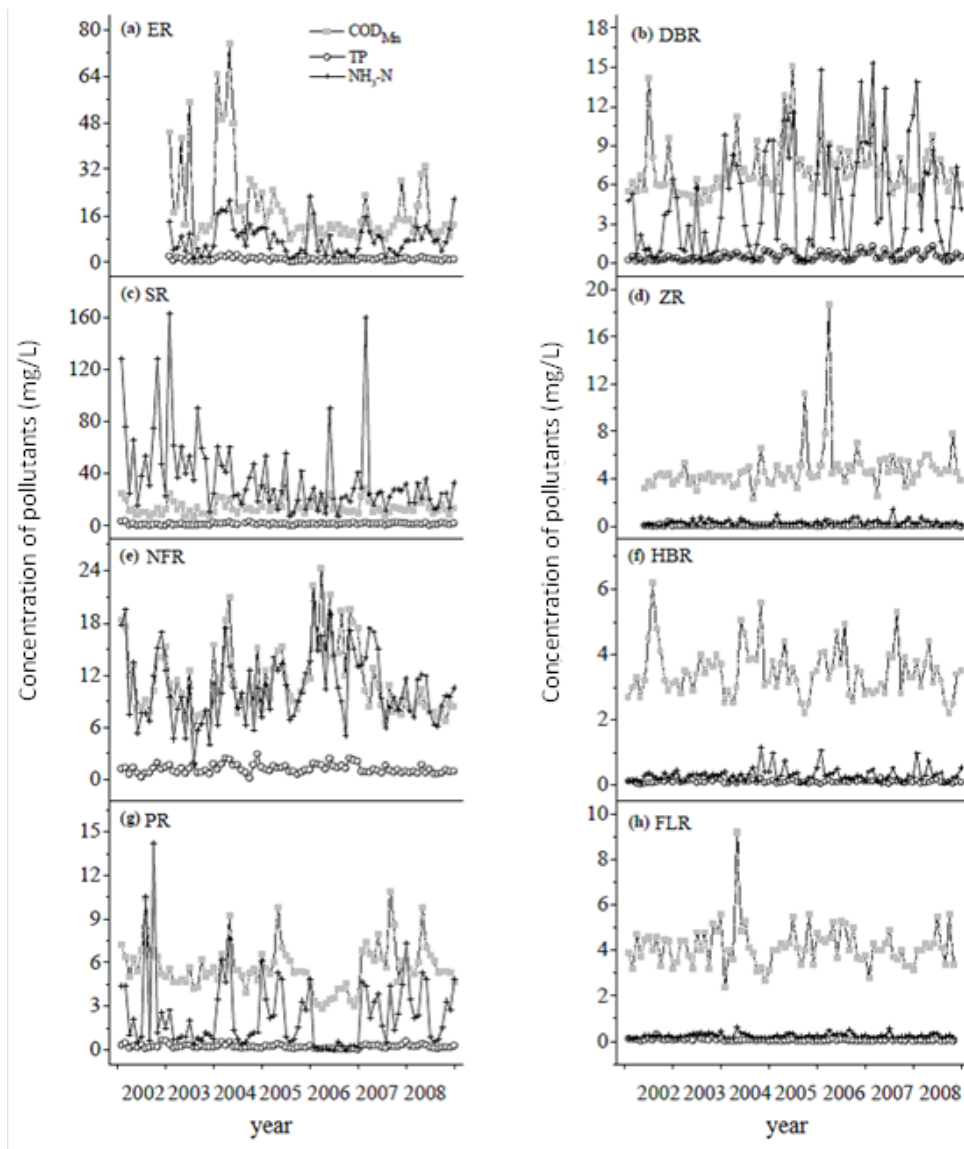 (a) ER
COD_Mn
TP
NH3-N
80
64
48
32
16
0
(b) DBR
18
15
12
9
6
3
0
(c) SR
160
120
80
40
0
(d) ZR
20
16
12
8
4
0
(e) NFR
24
18
12
6
0
(f) HBR
6
4
2
0
(g) PR
15
12
9
6
3
0
(h) FLR
10
8
6
4
2
0
Concentration of pollutants (mg/L)
Concentration of pollutants (mg/L)
2002 2003 2004 2005 2006 2007 2008
year
2002 2003 2004 2005 2006 2007 2008
year